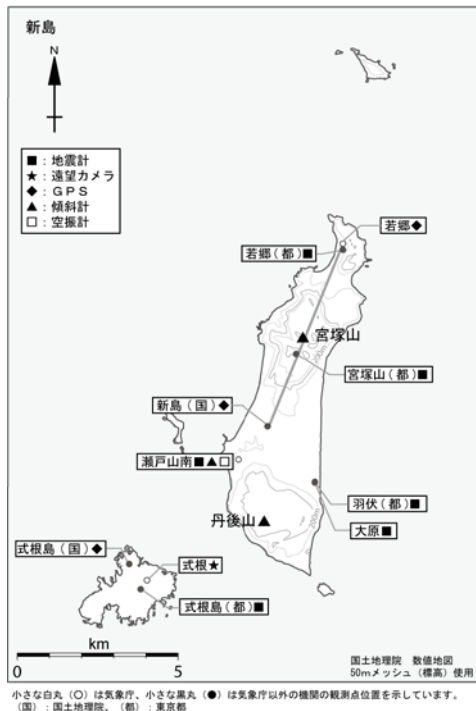 新島
N
■：地震計
★：遠望カメラ
◆：ＧＰＳ
▲：傾斜計
□：空振計
若郷◆
若郷（都）■
宮塚山
200m
宮塚山（都）■
新島（国）◆
瀬戸山南■▲□
羽伏（都）■
200m
丹後山
大原■
式根島（国）◆
式根★
式根島（都）■
km
0 5
国土地理院 数値地図
50mメッシュ（標高）使用
小さな白丸（○）は気象庁、小さな黒丸（●）は気象庁以外の機関の観測点位置を示しています。
（国）：国土地理院、（都）：東京都